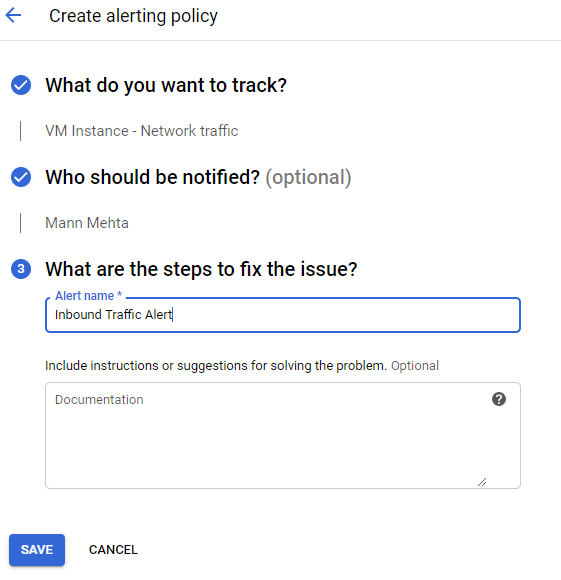 Create alerting policy
What do you want to track?
VM Instance - Network traffic
Who should be notified? (optional)
Mann Mehta
3 What are the steps to fix the issue?
Alert name *
Inbound Traffic Alert
Include instructions or suggestions for solving the problem. Optional
Documentation ?
SAVE CANCEL